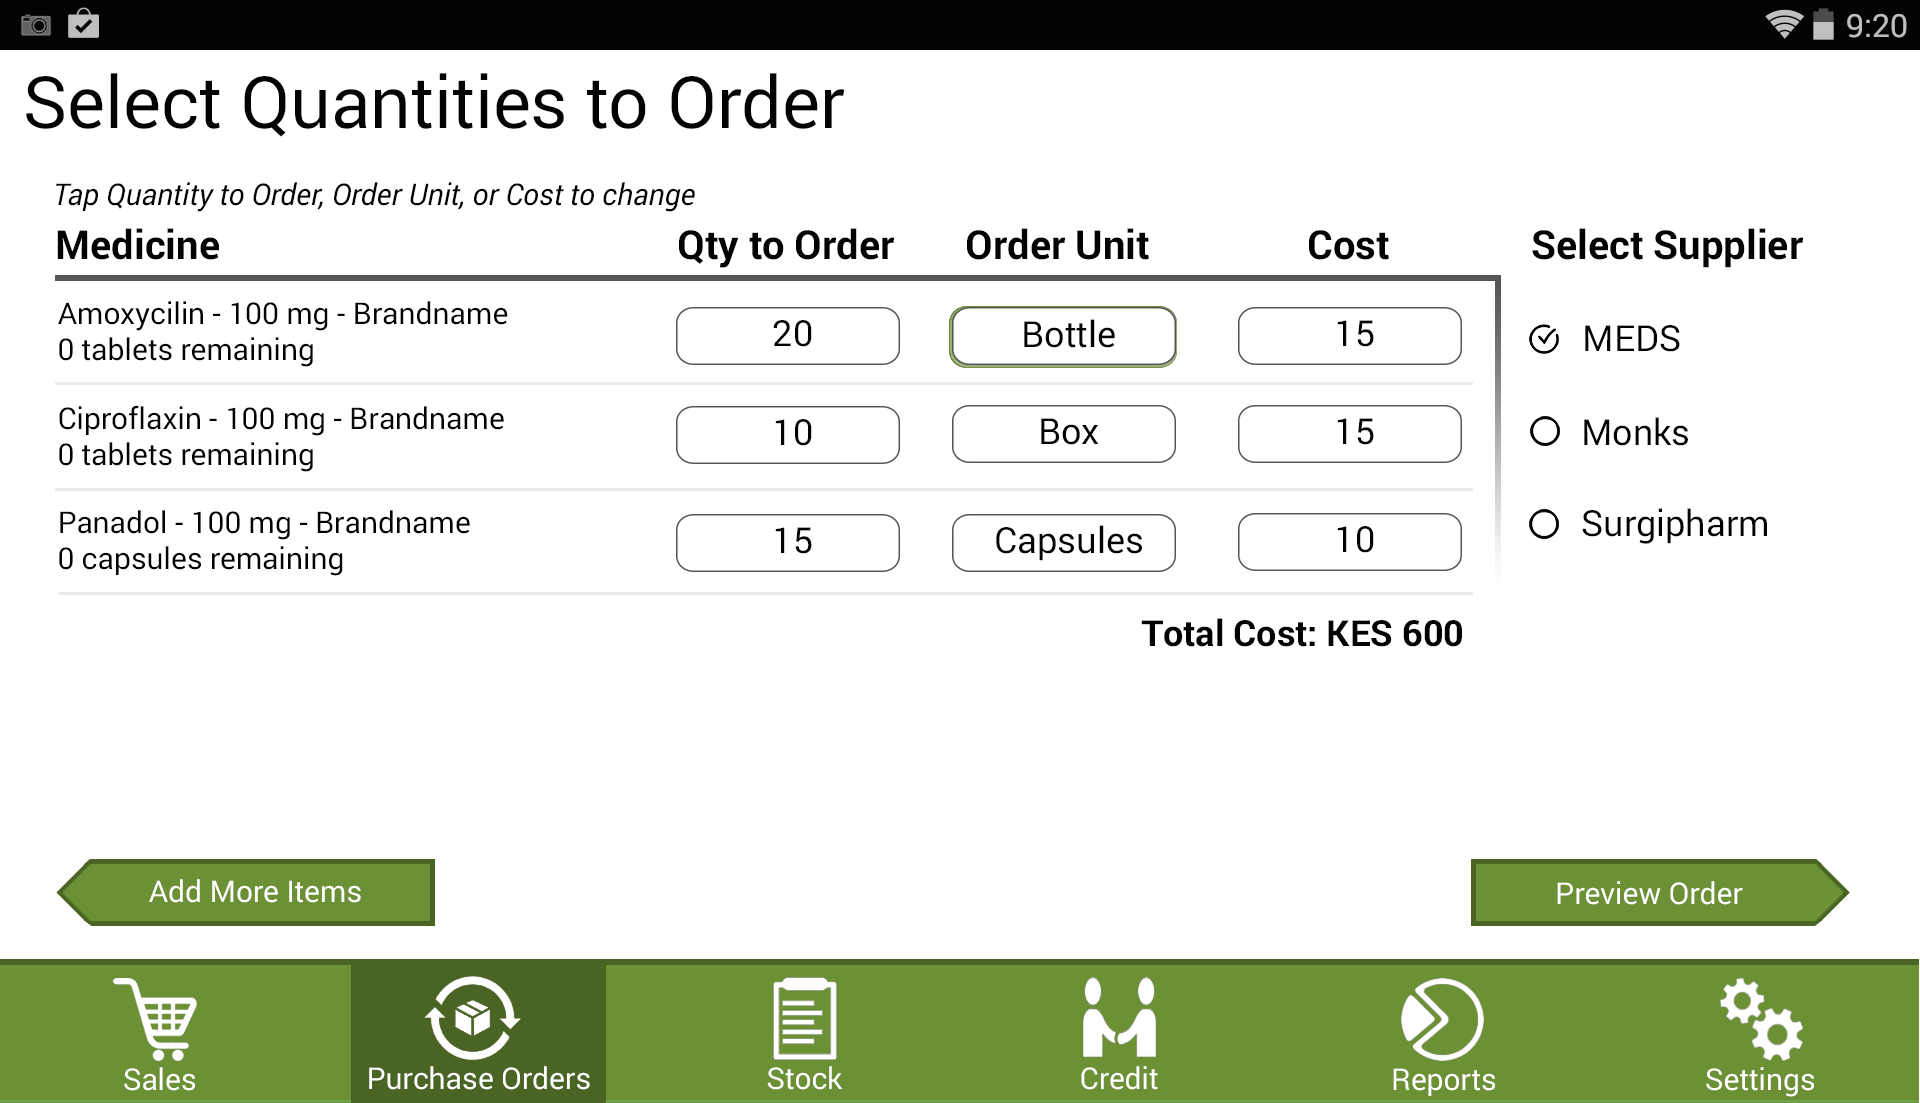 9:20
Select Quantities to Order
Tap Quantity to Order, Order Unit, or Cost to change
Medicine Qty to Order Order Unit Cost Select Supplier
Amoxycilin - 100 mg - Brandname
0 tablets remaining
20 Bottle 15
MEDS
Ciproflaxin - 100 mg - Brandname
0 tablets remaining
10 Box 15
Monks
Panadol - 100 mg - Brandname
0 capsules remaining
15 Capsules 10
Surgipharm
Total Cost: KES 600
Add More Items Preview Order
Sales Purchase Orders Stock Credit Reports Settings